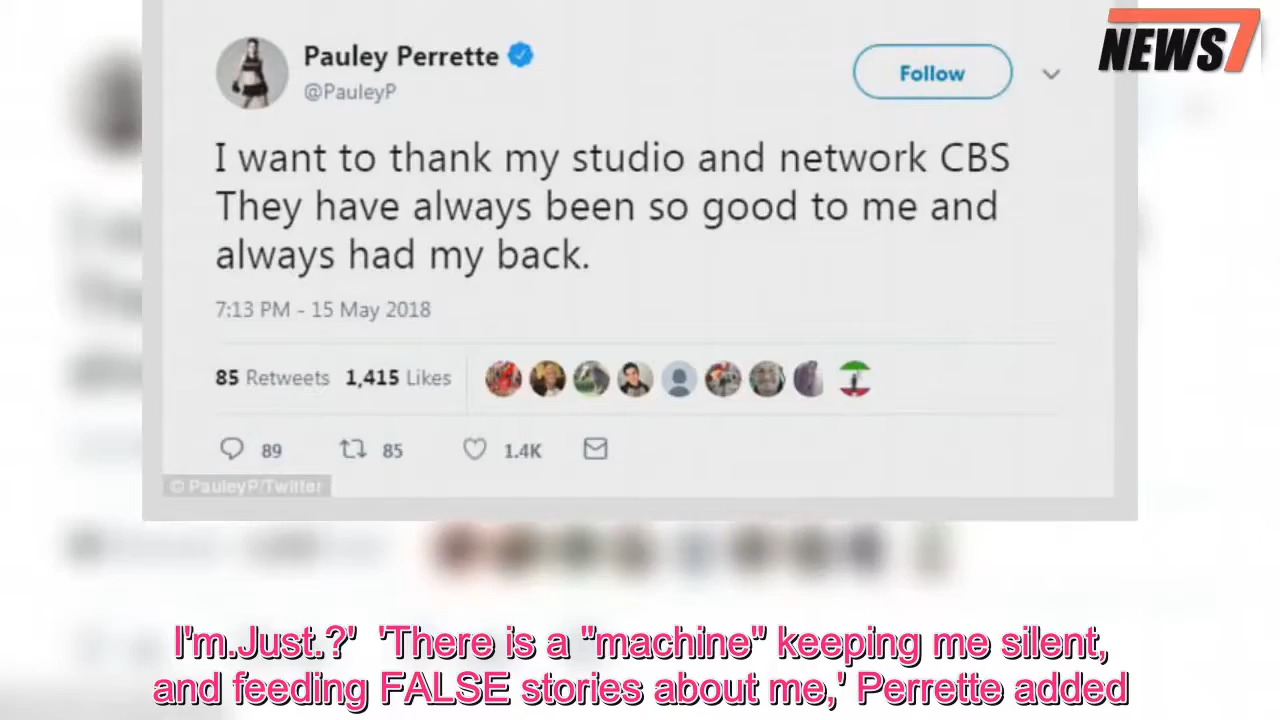 NEWS7
Pauley Perrette
@PauleyP
Follow
I want to thank my studio and network CBS
They have always been so good to me and
always had my back.
7:13 PM - 15 May 2018
85 Retweets 1,415 Likes
89 85 1.4K
© PauleyP/Twitter
I'm.Just.?' 'There is a "machine" keeping me silent,
and feeding FALSE stories about me,' Perrette added